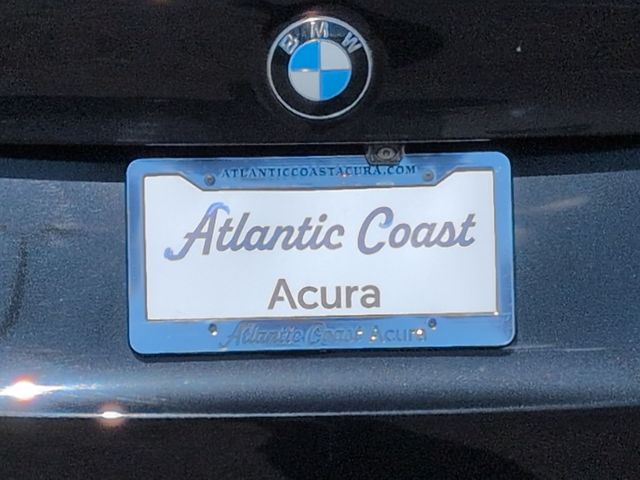 BMW
ATLANTICCOASTACURA.COM
Atlantic Coast
Acura
Atlantic Coast Acura